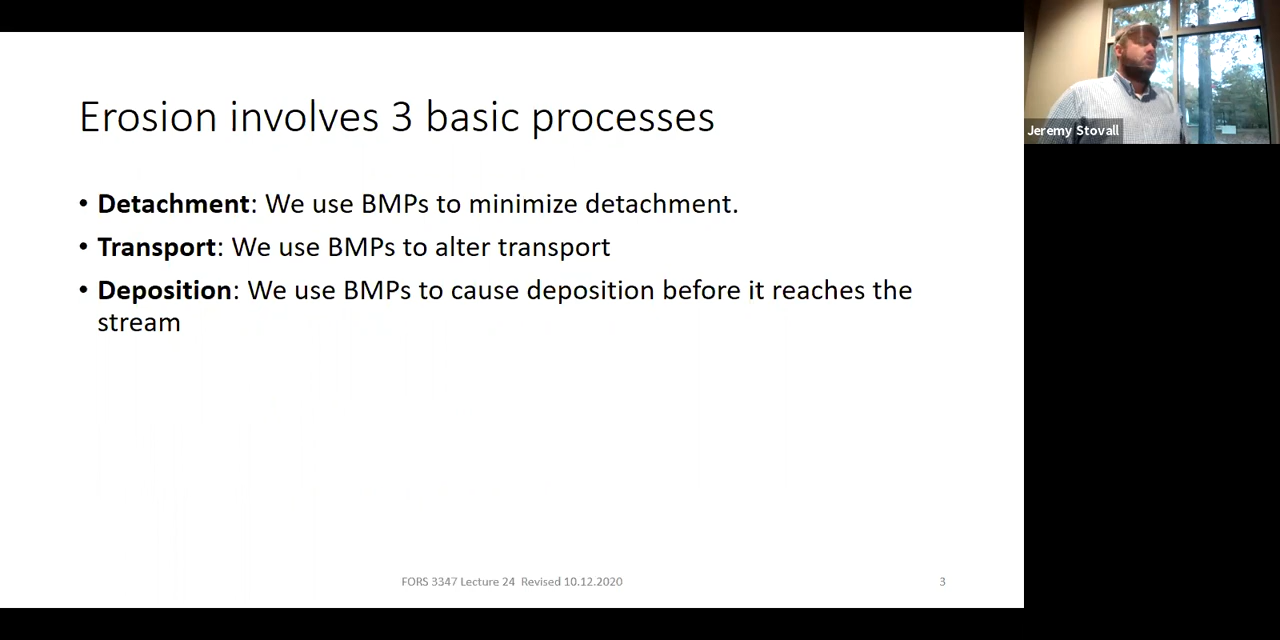 Erosion involves 3 basic processes
• Detachment: We use BMPs to minimize detachment.
• Transport: We use BMPs to alter transport
• Deposition: We use BMPs to cause deposition before it reaches the
stream
FORS 3347 Lecture 24 Revised 10.12.2020
3
Jeremy Stovall